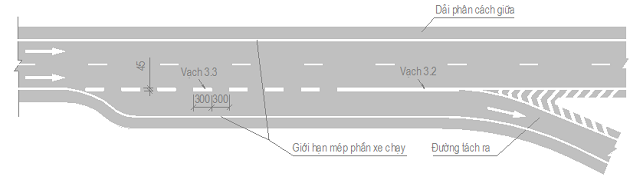 Dải phân cách giữa
45
Vạch 3.3
Vạch 3.2
300 300
Giới hạn mép phần xe chạy
Đường tách ra